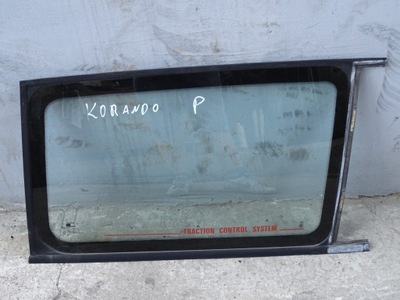 KORANDO P
TRACTION CONTROL SYSTEM